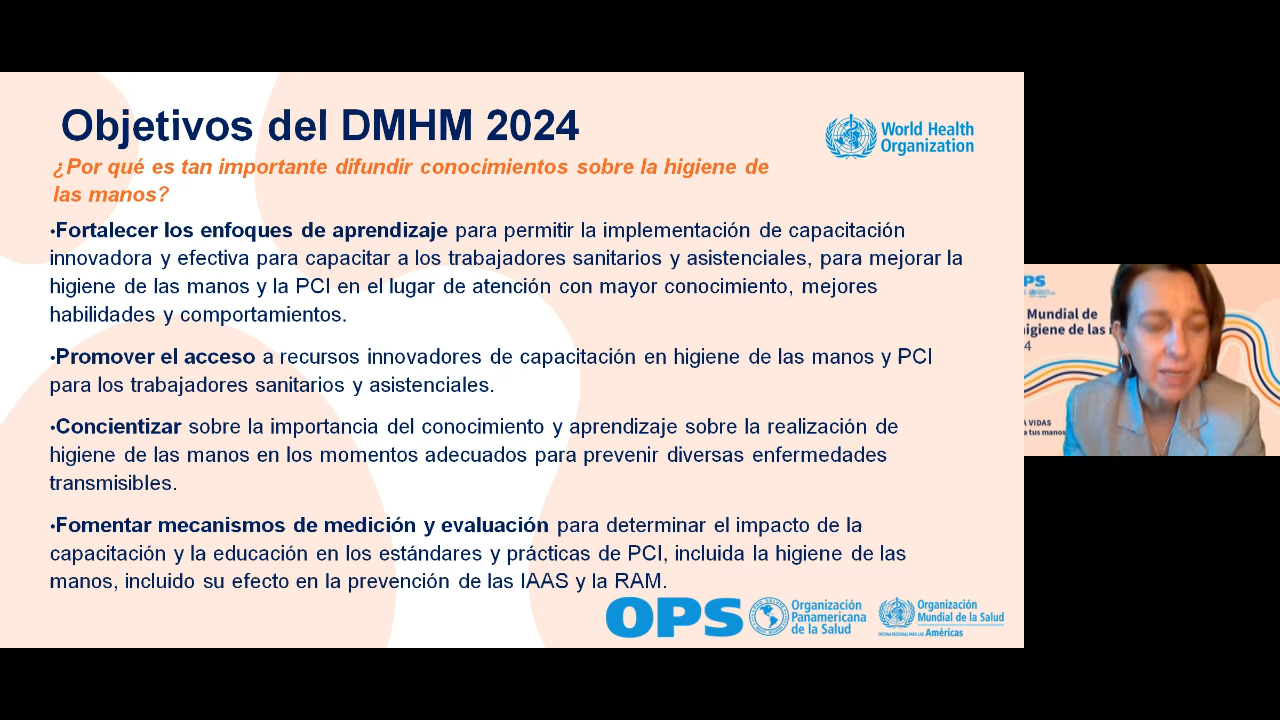 Objetivos del DMHM 2024
¿Por qué es tan importante difundir conocimientos sobre la higiene de
las manos?
•Fortalecer los enfoques de aprendizaje para permitir la implementación de capacitación
innovadora y efectiva para capacitar a los trabajadores sanitarios y asistenciales, para mejorar la
higiene de las manos y la PCI en el lugar de atención con mayor conocimiento, mejores
habilidades y comportamientos.
•Promover el acceso a recursos innovadores de capacitación en higiene de las manos y PCI
para los trabajadores sanitarios y asistenciales.
•Concientizar sobre la importancia del conocimiento y aprendizaje sobre la realización de
higiene de las manos en los momentos adecuados para prevenir diversas enfermedades
transmisibles.
•Fomentar mecanismos de medición y evaluación para determinar el impacto de la
capacitación y la educación en los estándares y prácticas de PCI, incluida la higiene de las
manos, incluido su efecto en la prevención de las IAAS y la RAM.
World Health
Organization
OPS
Organización
Panamericana
de la Salud
Organización
Mundial de la Salud
OFICINA REGIONAL PARA LAS Américas
PS
Mundial de
igiene de las
4
A VIDAS
a tus manos